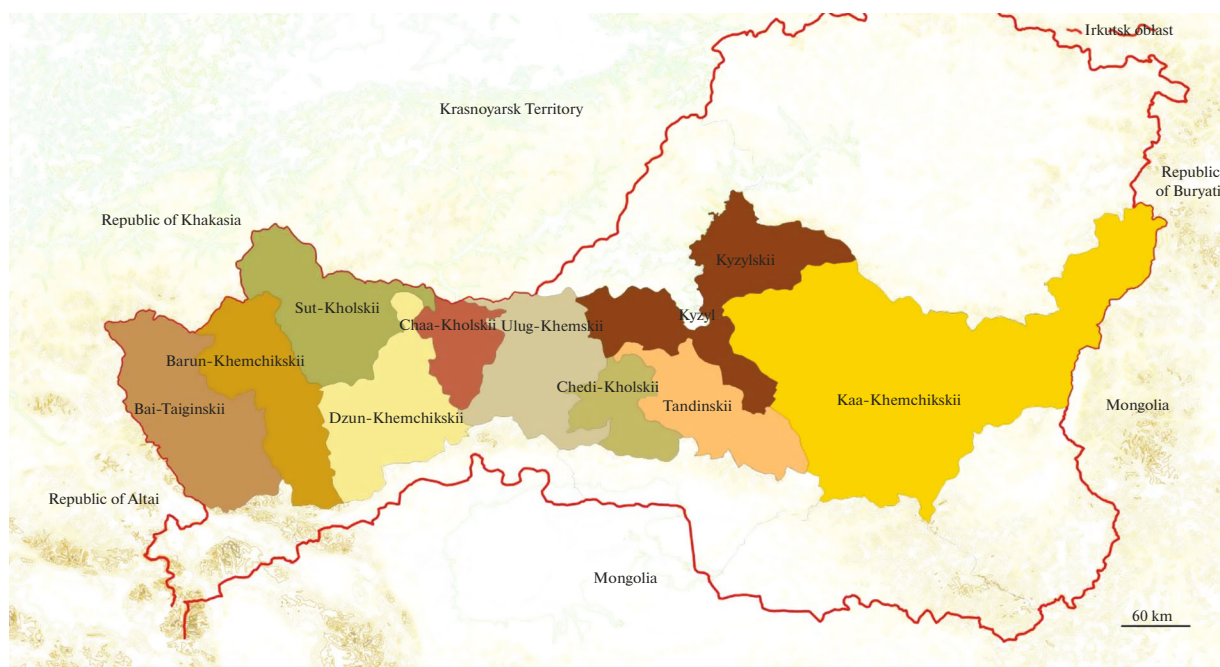 Irkutsk oblast
Krasnoyarsk Territory
Republic
of Buryati
Republic of Khakasia
Kyzylskii
Sut-Kholskii
Kyzyl
Chaa-Kholskii
Ulug-Khemskii
Barun-Khemchikskii
Chedi-Kholskii
Kaa-Khemchikskii
Bai-Taiginskii
Tandinskii
Mongolia
Dzun-Khemchikskii
Republic of Altai
Mongolia
60 km